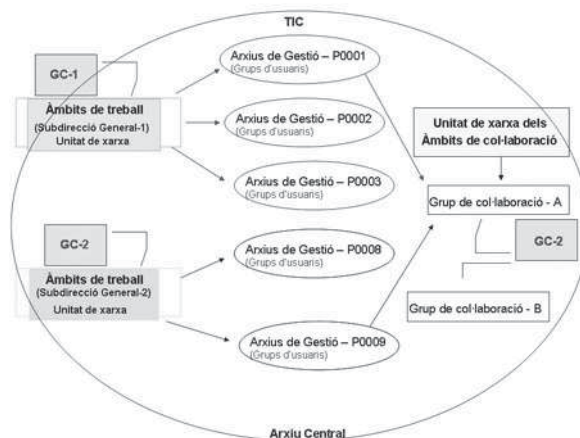 TIC
GC-1
Àmbits de treball
(Subdirecció General-1)
Unitat de xarxa
Arxius de Gestió – P0001
(Grups d'usuaris)
Arxius de Gestió – P0002
(Grups d'usuaris)
Arxius de Gestió – P0003
(Grups d'usuaris)
GC-2
Àmbits de treball
(Subdirecció General-2)
Unitat de xarxa
Arxius de Gestió – P0008
(Grups d'usuaris)
Arxius de Gestió – P0009
(Grups d'usuaris)
Unitat de xarxa dels
Àmbits de col·laboració
Grup de col·laboració - A
GC-2
Grup de col·laboració - B
Arxiu Central